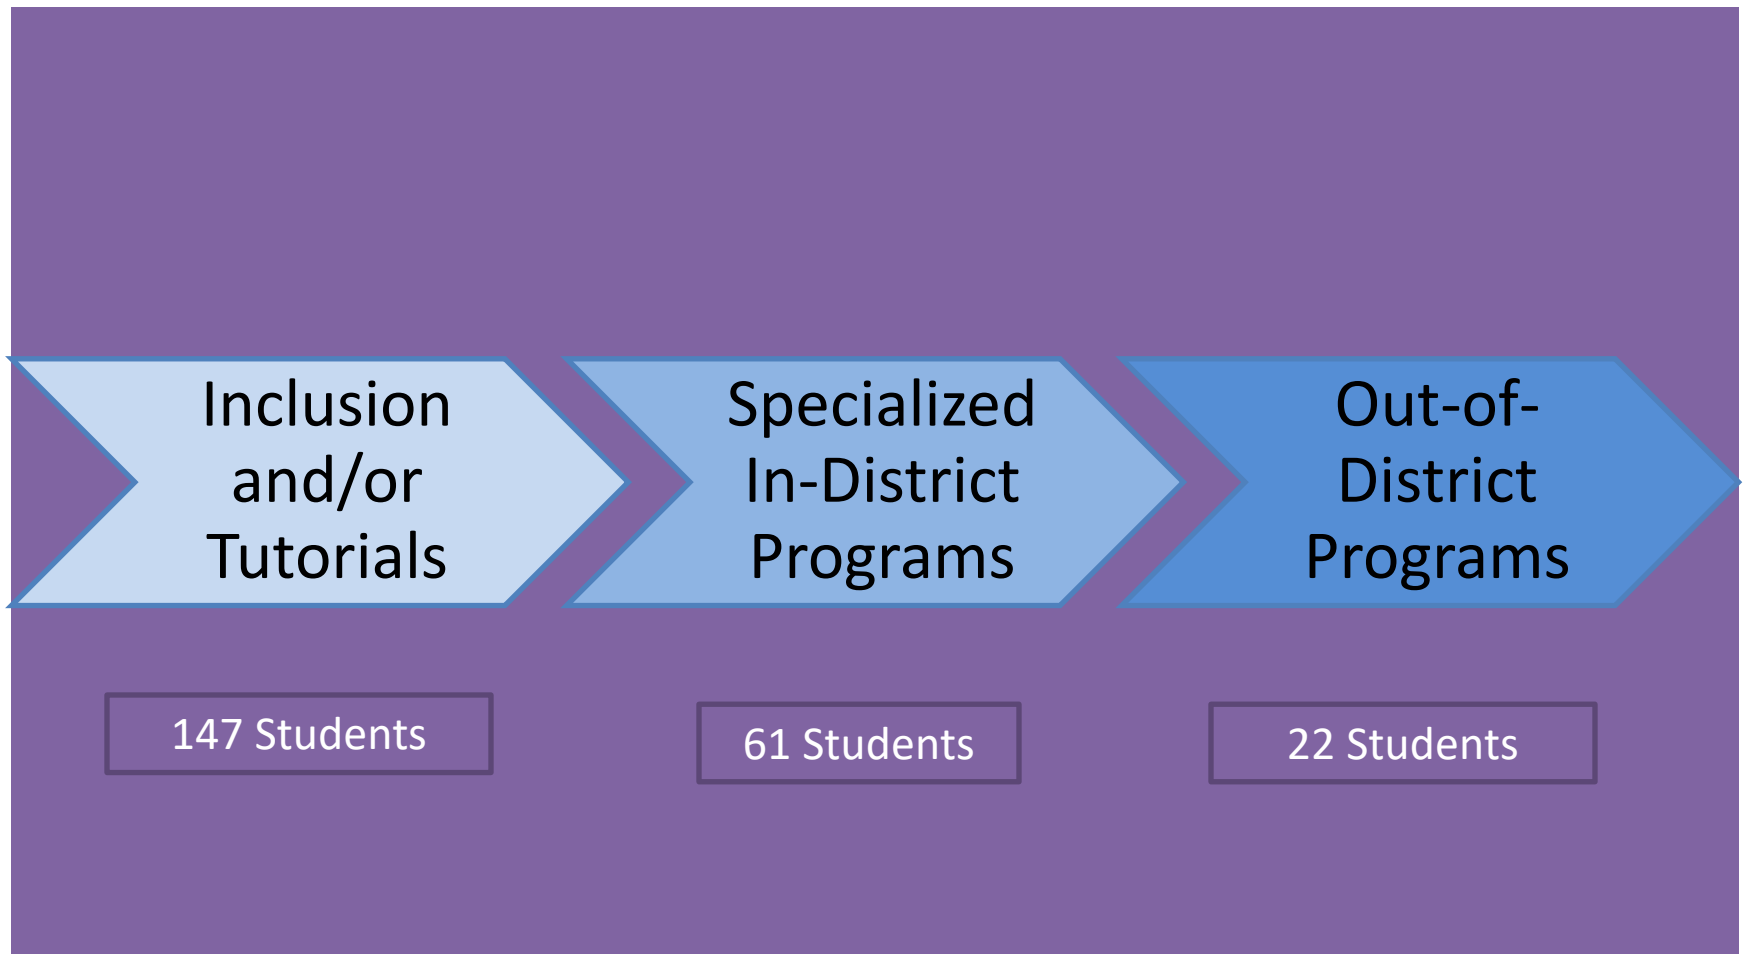 Inclusion
and/or
Tutorials
Specialized
In-District
Programs
Out-of-
District
Programs
147 Students
61 Students
22 Students